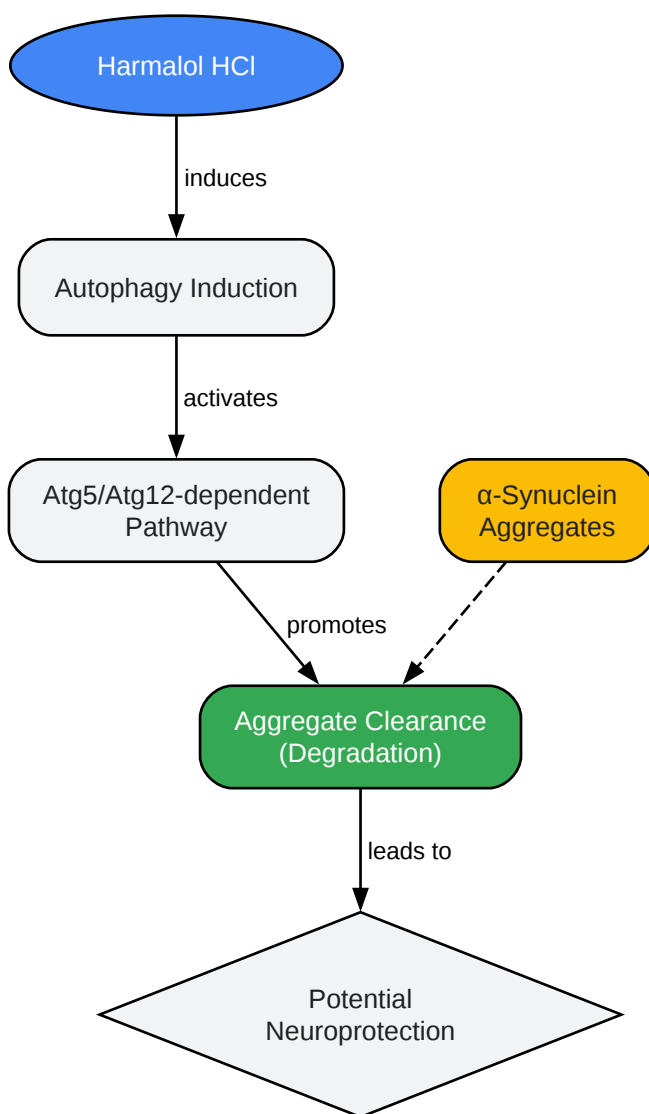 Harmalol HCl
induces
Autophagy Induction
activates
Atg5/Atg12-dependent
Pathway
α-Synuclein
Aggregates
promotes
Aggregate Clearance
(Degradation)
leads to
Potential
Neuroprotection